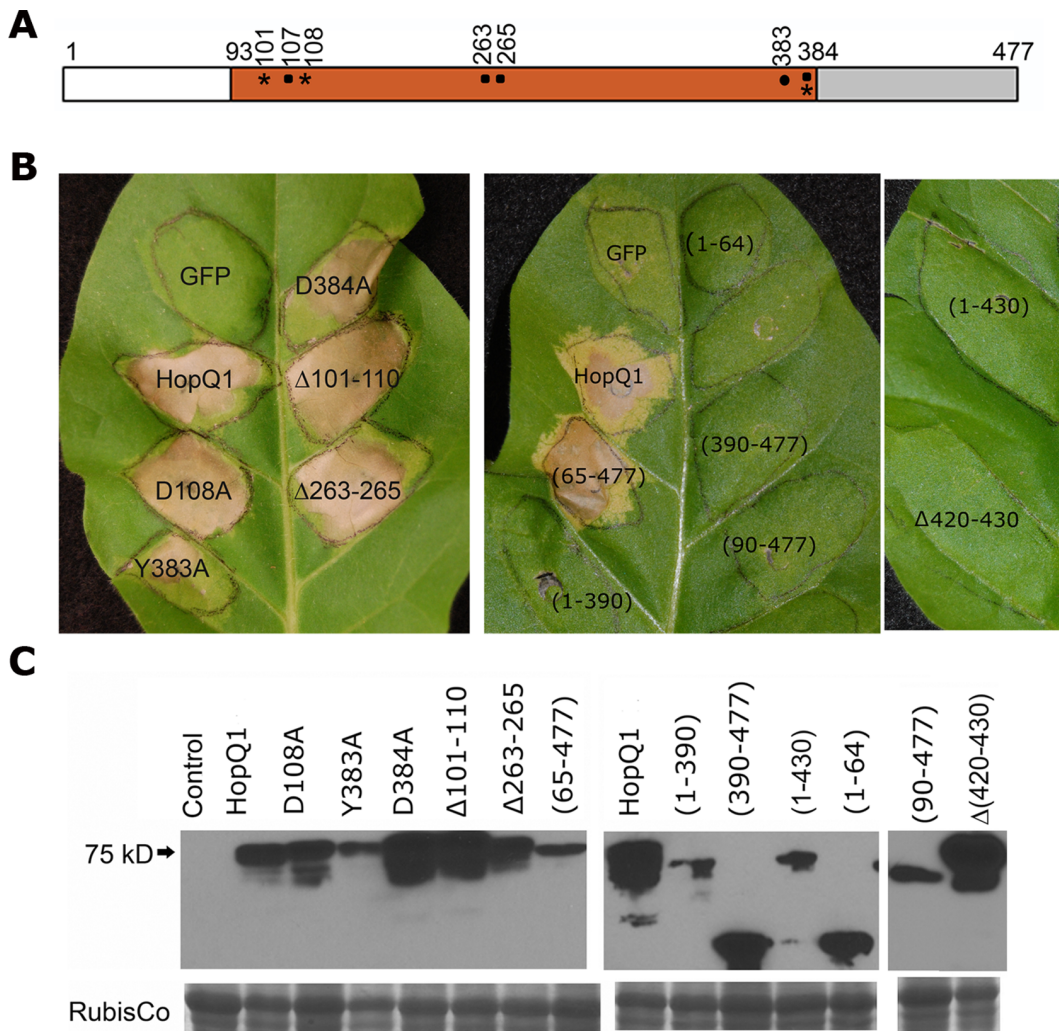 A
1 93 101 107 108 263 265 383 384 477
* * *
B
GFP
D384A
HopQ1
Δ101-110
D108A
Δ263-265
Y383A
GFP
(1-64)
HopQ1
(65-477)
(390-477)
(90-477)
(1-390)
(1-430)
Δ420-430
C
Control
HopQ1
D108A
Y383A
D384A
Δ101-110
Δ263-265
(65-477)
HopQ1
(1-390)
(390-477)
(1-430)
(1-64)
(90-477)
Δ(420-430)
75 kD
RubisCo